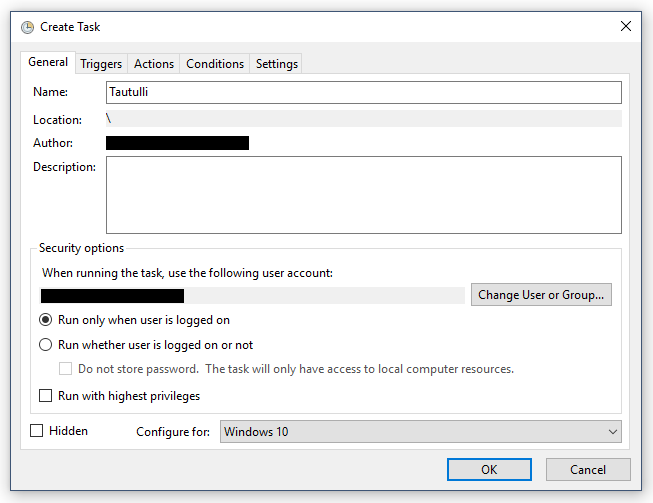 Create Task
General Triggers Actions Conditions Settings
Name: Tautulli
Location: \
Author:
Description:
Security options
When running the task, use the following user account:
Change User or Group...
Run only when user is logged on
Run whether user is logged on or not
Do not store password. The task will only have access to local computer resources.
Run with highest privileges
Hidden Configure for: Windows 10
OK Cancel